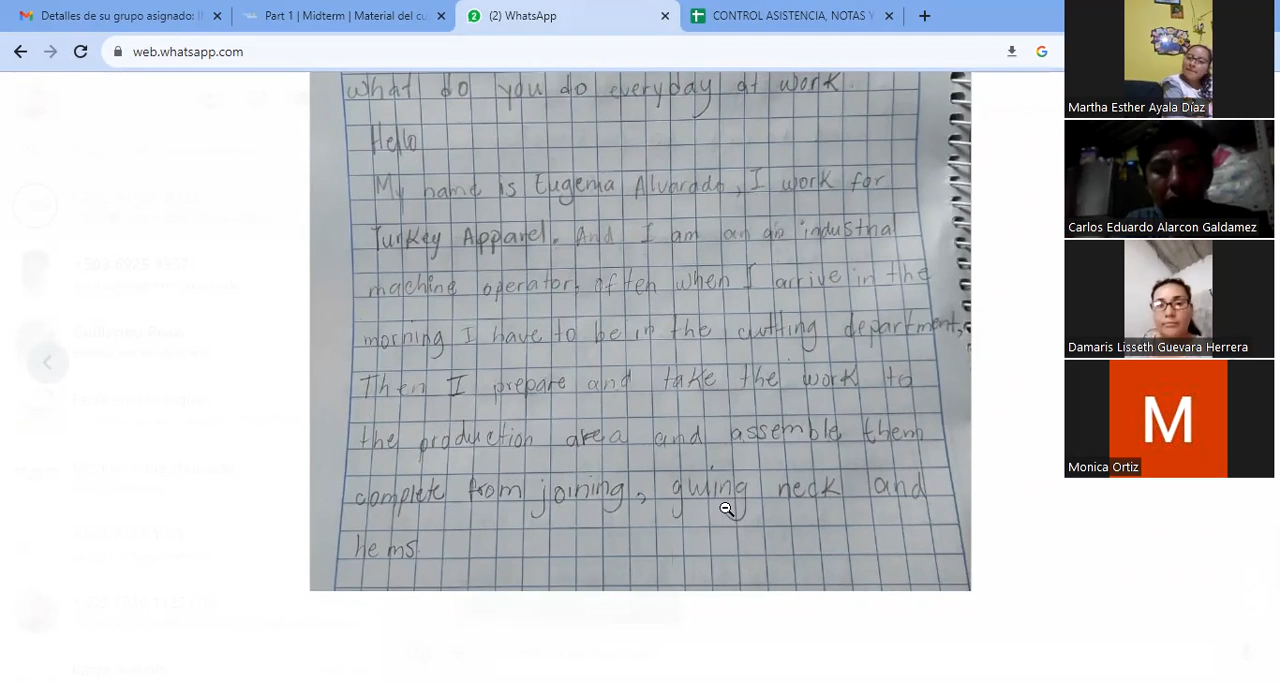 Detalles de su grupo asignado: I
Part 1 | Midterm | Material del cu
(2) WhatsApp
CONTROL ASISTENCIA, NOTAS Y
web.whatsapp.com
what do you do everyday at work.
Hello
My name is Eugenia Alvarado, I work for
Turkey Apparel. And I am an go industrial
machine operator, often when I arrive in the
morning I have to be in the cutting department,
Then I prepare and take the work to
the production area and assemble them
complete from joining, neck and
hems.
Martha Esther Ayala Díaz
Carlos Eduardo Alarcon Galdamez
Damaris Lisseth Guevara Herrera
M
Monica Ortiz